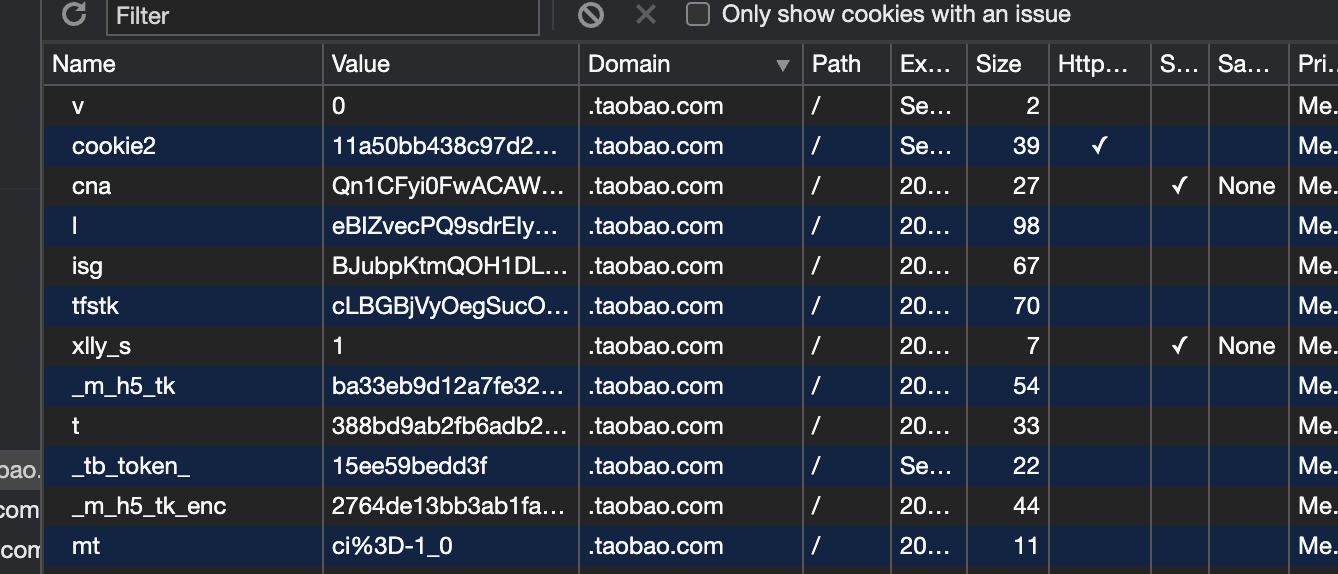 Filter Only show cookies with an issue
Name Value Domain ▼ Path Ex... Size Http... S... Sa... Pri...
v 0 .taobao.com / Se... 2 Me.
cookie2 11a50bb438c97d2... .taobao.com / Se... 39 ✓ Me.
cna Qn1CFyi0FwACAW... .taobao.com / 20... 27 ✓ None Me.
l eBIZvecPQ9sdrEIy... .taobao.com / 20... 98 Me.
isg BJubpKtmQOH1DL... .taobao.com / 20... 67 Me.
tfstk cLBGBjVyOegSucO... .taobao.com / 20... 70 Me.
xlly_s 1 .taobao.com / 20... 7 ✓ None Me.
_m_h5_tk ba33eb9d12a7fe32... .taobao.com / 20... 54 Me.
t 388bd9ab2fb6adb2... .taobao.com / 20... 33 Me.
bao. _tb_token_ 15ee59bedd3f .taobao.com / Se... 22 Me.
com _m_h5_tk_enc 2764de13bb3ab1fa... .taobao.com / 20... 44 Me.
com mt ci%3D-1_0 .taobao.com / 20... 11 Me.